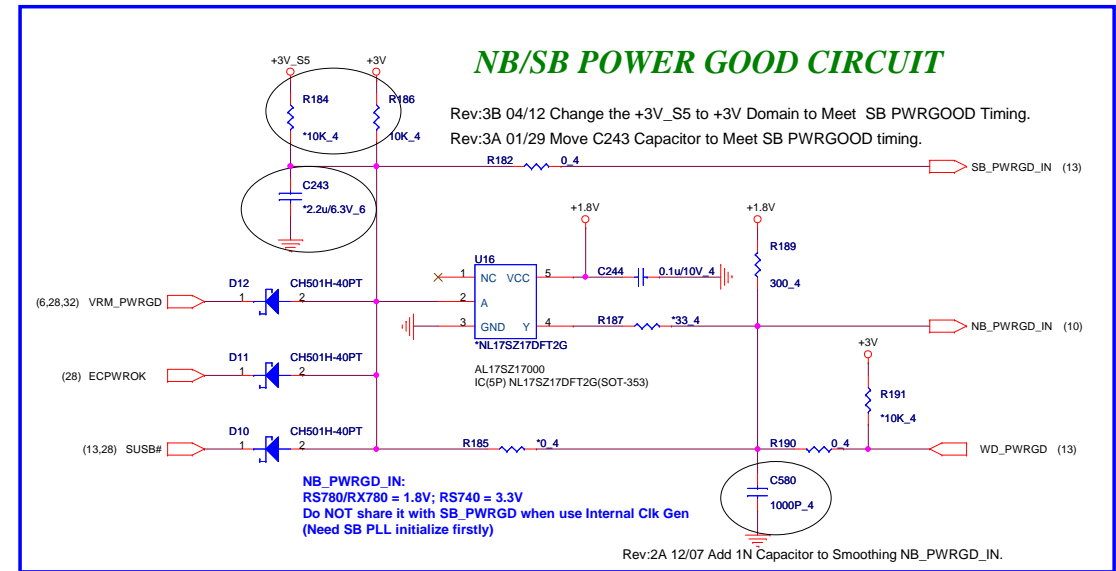 NB/SB POWER GOOD CIRCUIT
Rev:3B 04/12 Change the +3V_S5 to +3V Domain to Meet SB PWRGOOD Timing.
Rev:3A 01/29 Move C243 Capacitor to Meet SB PWRGOOD timing.
+3V_S5
+3V
R184
R186
*10K_4
10K_4
R182
0_4
SB_PWRGD_IN (13)
C243
*2.2u/6.3V_6
+1.8V
+1.8V
R189
300_4
U16
1 NC VCC 5
C244
0.1u/10V_4
2 A
3 GND Y 4
*NL17SZ17DFT2G
AL17SZ17000
IC(5P) NL17SZ17DFT2G(SOT-353)
R187
*33_4
NB_PWRGD_IN (10)
D12
CH501H-40PT
(6,28,32) VRM_PWRGD
1
2
D11
CH501H-40PT
(28) ECPWROK
1
2
+3V
R191
*10K_4
D10
CH501H-40PT
(13,28) SUSB#
1
2
R185
*0_4
R190
0_4
WD_PWRGD (13)
C580
1000P_4
NB_PWRGD_IN:
RS780/RX780 = 1.8V; RS740 = 3.3V
Do NOT share it with SB_PWRGD when use Internal Clk Gen
(Need SB PLL initialize firstly)
Rev:2A 12/07 Add 1N Capacitor to Smoothing NB_PWRGD_IN.